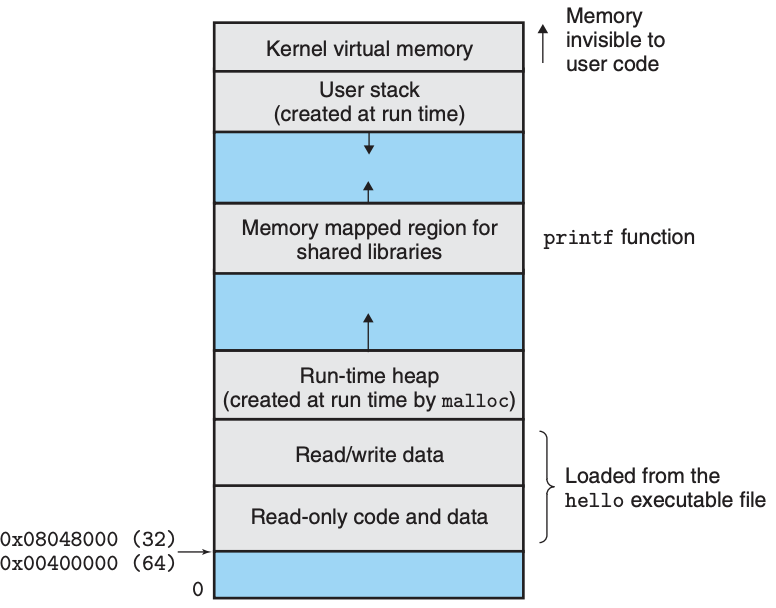 Kernel virtual memory
Memory
invisible to
user code
User stack
(created at run time)
Memory mapped region for
shared libraries
printf function
Run-time heap
(created at run time by malloc)
Read/write data
Loaded from the
hello executable file
Read-only code and data
0x08048000 (32)
0x00400000 (64)
0